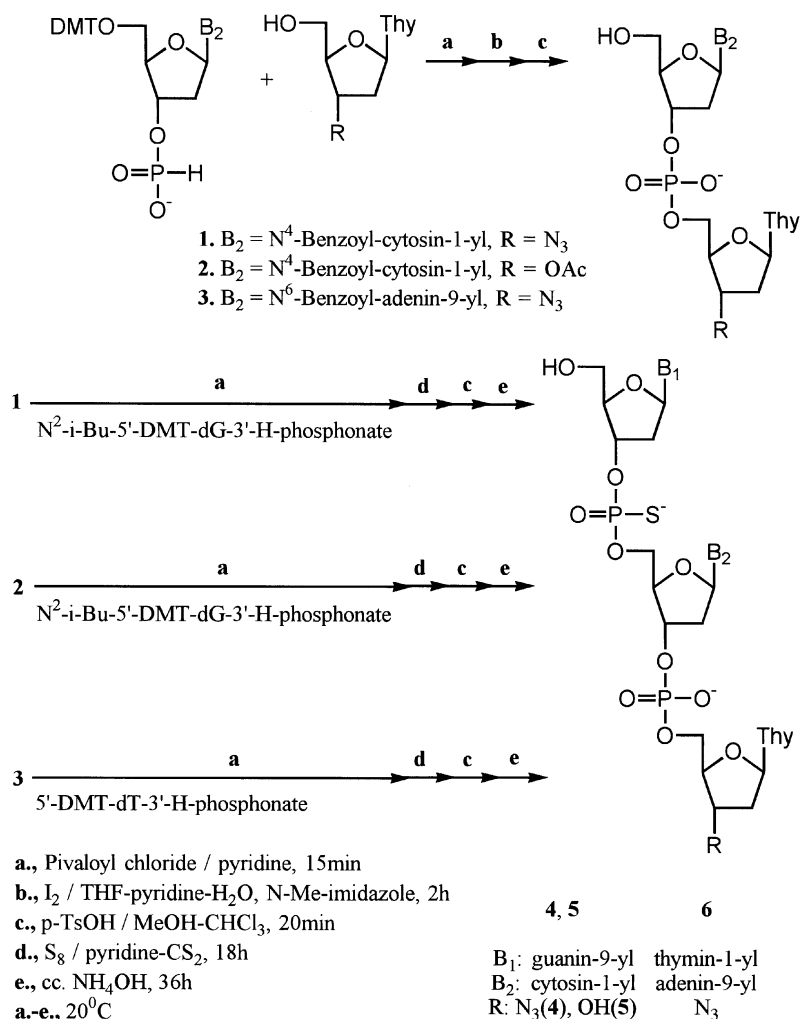 DMTO
O
B₂
O
O=P–H
O⁻
+
HO
O
Thy
R
a b c
HO
O
B₂
O
O=P–O⁻
O
O
Thy
R
1. B₂ = N⁴-Benzoyl-cytosin-1-yl, R = N₃
2. B₂ = N⁴-Benzoyl-cytosin-1-yl, R = OAc
3. B₂ = N⁶-Benzoyl-adenin-9-yl, R = N₃
1 a d c e
N²-i-Bu-5'-DMT-dG-3'-H-phosphonate
2 a d c e
N²-i-Bu-5'-DMT-dG-3'-H-phosphonate
3 a d c e
5'-DMT-dT-3'-H-phosphonate
HO
O
B₁
O
O=P–S⁻
O
O
B₂
O
O=P–O⁻
O
O
Thy
R
a., Pivaloyl chloride / pyridine, 15min
b., I₂ / THF-pyridine-H₂O, N-Me-imidazole, 2h
c., p-TsOH / MeOH-CHCl₃, 20min
d., S₈ / pyridine-CS₂, 18h
e., cc. NH₄OH, 36h
a.-e., 20⁰C
4, 5 6
B₁: guanin-9-yl thymin-1-yl
B₂: cytosin-1-yl adenin-9-yl
R: N₃(4), OH(5) N₃